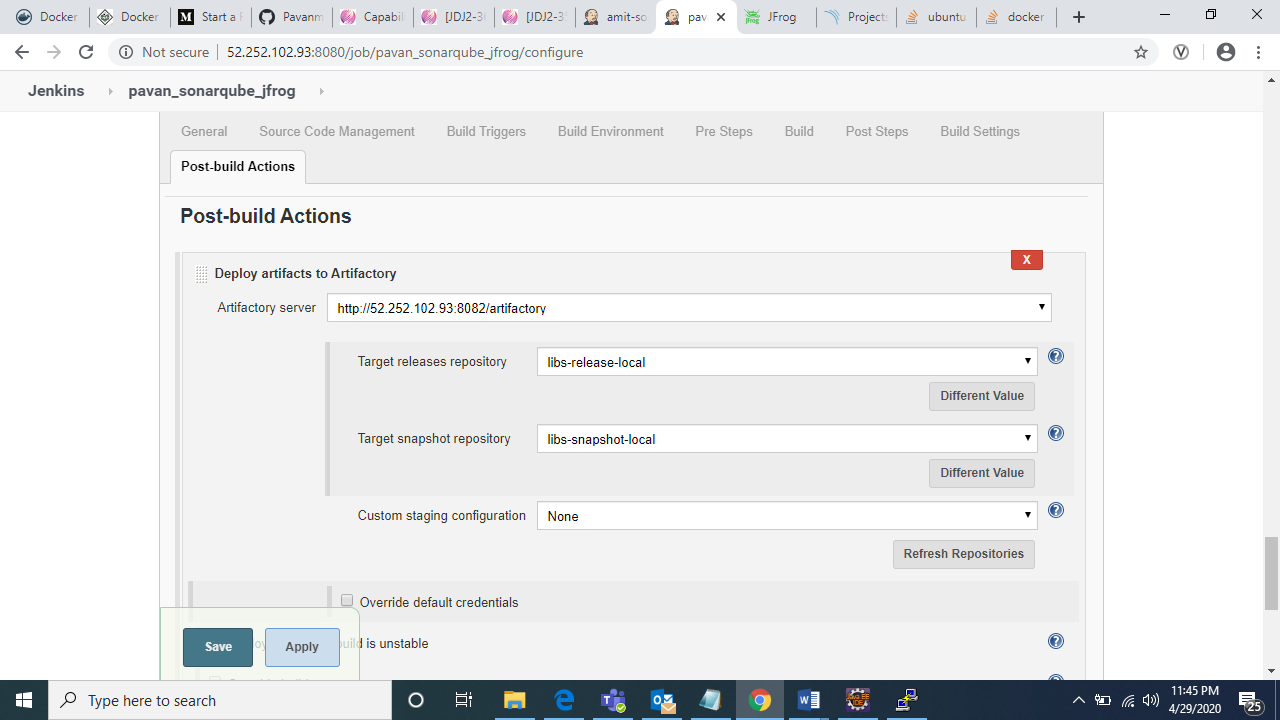 Docker
Docker
Start a
Pavanm
Capabil
[JDJ2-3
[JDJ2-3
amit-so
pav
JFrog
Project
ubuntu
docker
Not secure
52.252.102.93:8080/job/pavan_sonarqube_jfrog/configure
Jenkins
pavan_sonarqube_jfrog
General Source Code Management Build Triggers Build Environment Pre Steps Build Post Steps Build Settings
Post-build Actions
Post-build Actions
X
Deploy artifacts to Artifactory
Artifactory server http://52.252.102.93:8082/artifactory
Target releases repository libs-release-local
Different Value
Target snapshot repository libs-snapshot-local
Different Value
Custom staging configuration None
Refresh Repositories
Override default credentials
build is unstable
Save Apply
Type here to search
11:45 PM
4/29/2020
25